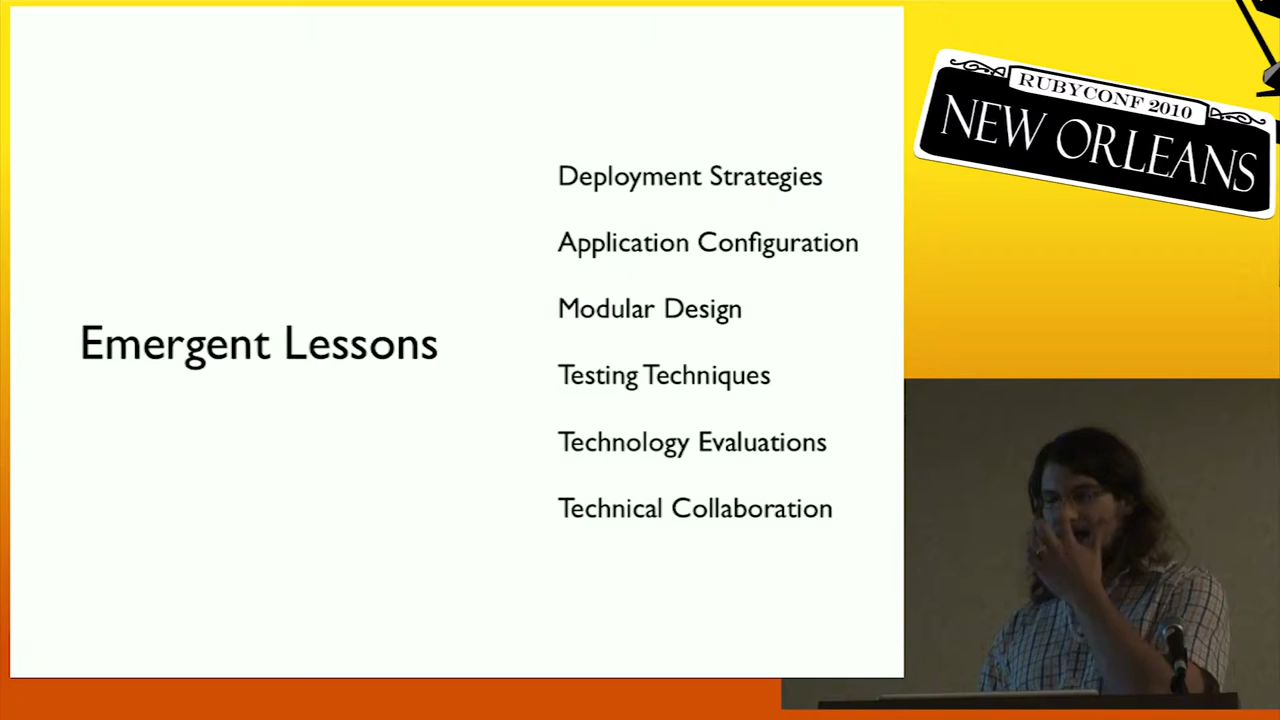 Emergent Lessons
Deployment Strategies
Application Configuration
Modular Design
Testing Techniques
Technology Evaluations
Technical Collaboration
RUBYCONF 2010
NEW ORLEANS